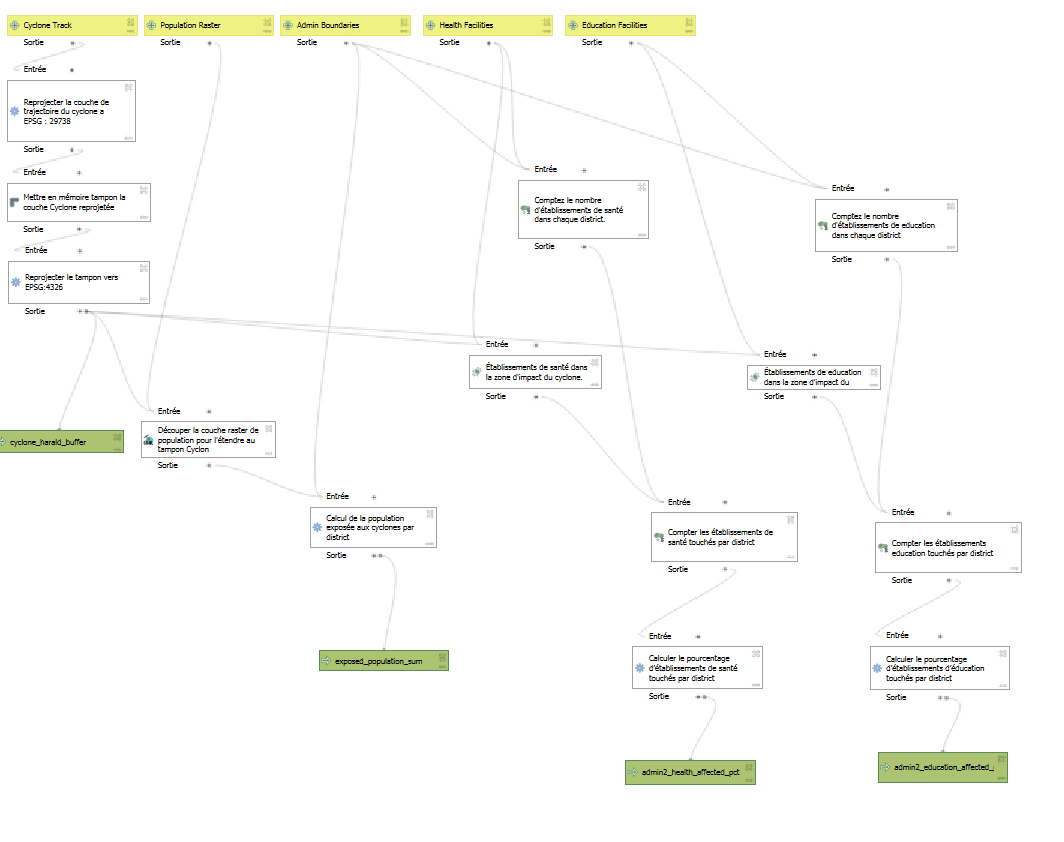 Cyclone Track
Population Raster
Admin Boundaries
Health Facilities
Education Facilities
Sortie
Sortie
Sortie
Sortie
Sortie
Entrée
Reprojecter la couche de
trajectoire du cyclone a
EPSG : 29738
Sortie
Entrée
Mettre en mémoire tampon la
couche Cyclone reprojetée
Sortie
Entrée
Reprojecter le tampon vers
EPSG:4326
Sortie
Entrée
Comptez le nombre
d'établissements de santé
dans chaque district.
Sortie
Entrée
Comptez le nombre
d'établissements de education
dans chaque district
Sortie
Entrée
Établissements de santé dans
la zone d'impact du cyclone.
Sortie
Entrée
Établissements de education
dans la zone d'impact du
Sortie
cyclone_harald_buffer
Entrée
Découper la couche raster de
population pour l'étendre au
tampon Cyclon
Sortie
Entrée
Calcul de la population
exposée aux cyclones par
district
Sortie
Entrée
Compter les établissements de
santé touchés par district
Sortie
Entrée
Compter les établissements
education touchés par district
Sortie
exposed_population_sum
Entrée
Calculer le pourcentage
d'établissements de santé
touchés par district
Sortie
Entrée
Calculer le pourcentage
d'établissements d'éducation
touchés par district
Sortie
admin2_health_affected_pct
admin2_education_affected_